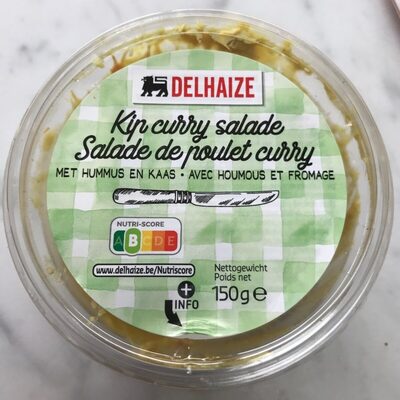 DELHAIZE
Kip curry salade
Salade de poulet curry
MET HUMMUS EN KAAS • AVEC HOUMOUS ET FROMAGE
NUTRI-SCORE
A B C D E
www.delhaize.be/Nutriscore
Nettogewicht
Poids net
+
INFO
150g e